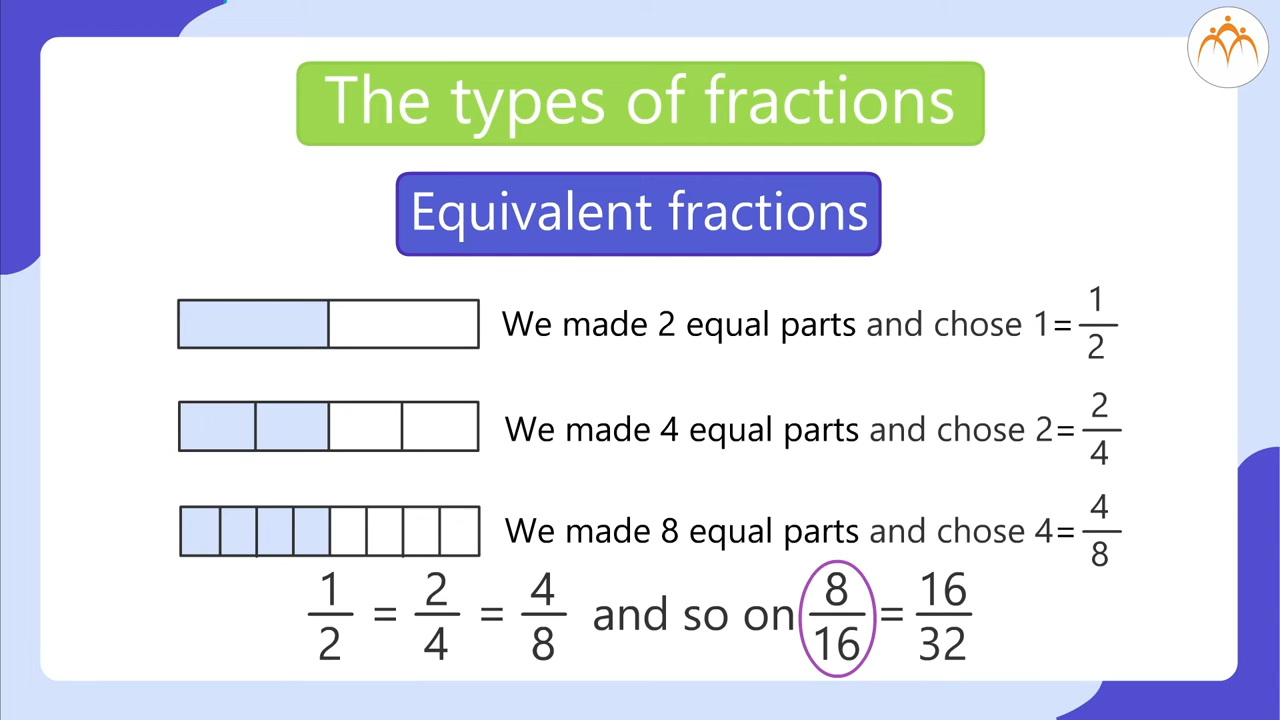 The types of fractions
Equivalent fractions
We made 2 equal parts and chose 1= 1/2
We made 4 equal parts and chose 2= 2/4
We made 8 equal parts and chose 4= 4/8
1/2 = 2/4 = 4/8 and so on 8/16 = 16/32